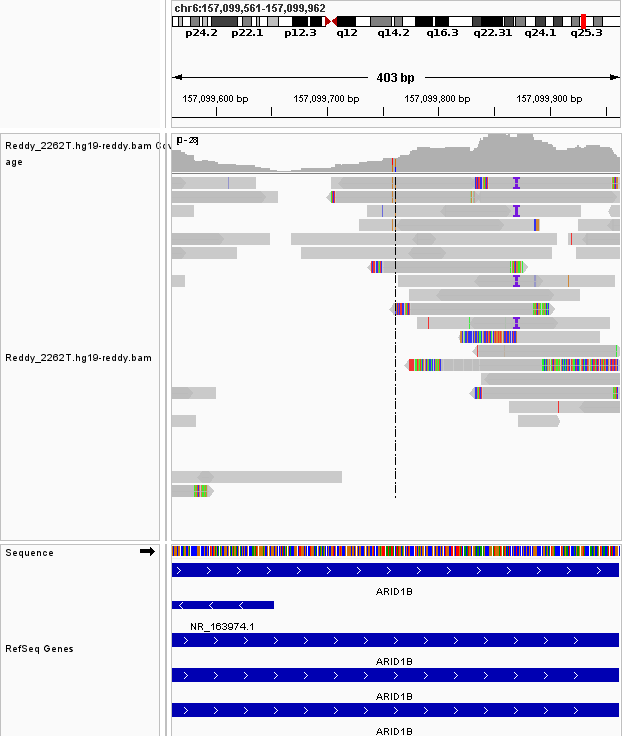 chr6:157,099,561-157,099,962
p24.2 p22.1 p12.3 q12 q14.2 q16.3 q22.31 q24.1 q25.3
403 bp
157,099,600 bp 157,099,700 bp 157,099,800 bp 157,099,900 bp
Reddy_2262T.hg19-reddy.bam Cov
age
[0-28]
Reddy_2262T.hg19-reddy.bam
I
I
I
I
Sequence
ARID1B
NR_163974.1
RefSeq Genes
ARID1B
ARID1B
ARID1B